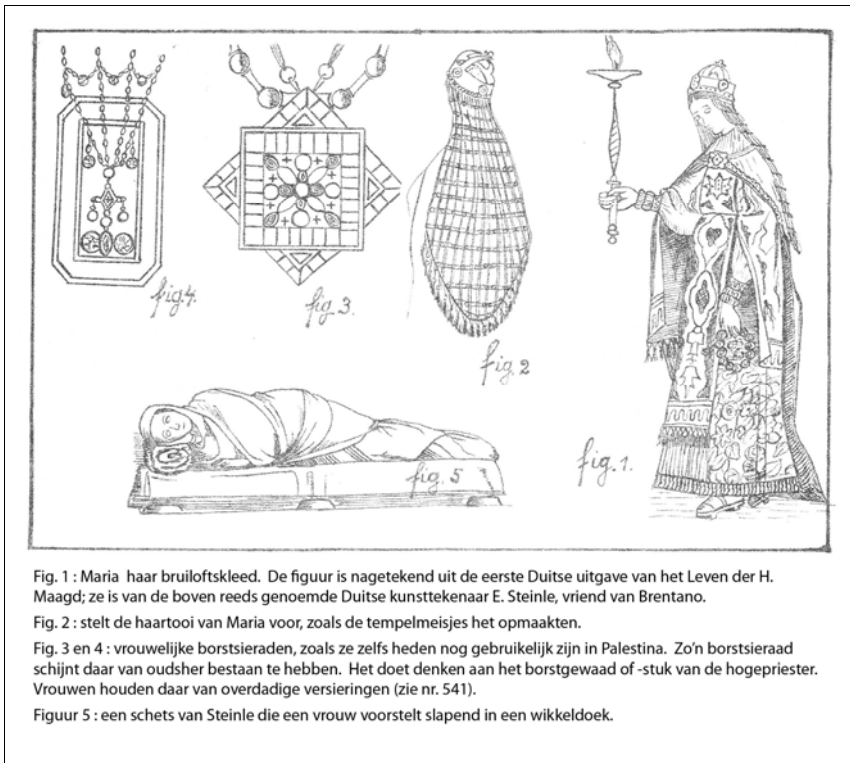 fig.4.
fig.3.
fig.2
fig.1.
fig.5
Fig. 1 : Maria haar bruiloftskleed. De figuur is nagetekend uit de eerste Duitse uitgave van het Leven der H.
Maagd; ze is van de boven reeds genoemde Duitse kunsttekenaar E. Steinle, vriend van Brentano.
Fig. 2 : stelt de haartooi van Maria voor, zoals de tempelmeisjes het opmaakten.
Fig. 3 en 4 : vrouwelijke borstsieraden, zoals ze zelfs heden nog gebruikelijk zijn in Palestina. Zo’n borstsieraad
schijnt daar van oudsher bestaan te hebben. Het doet denken aan het borstgewaad of -stuk van de hogepriester.
Vrouwen houden daar van overdadige versieringen (zie nr. 541).
Figuur 5 : een schets van Steinle die een vrouw voorstelt slapend in een wikkeldoek.